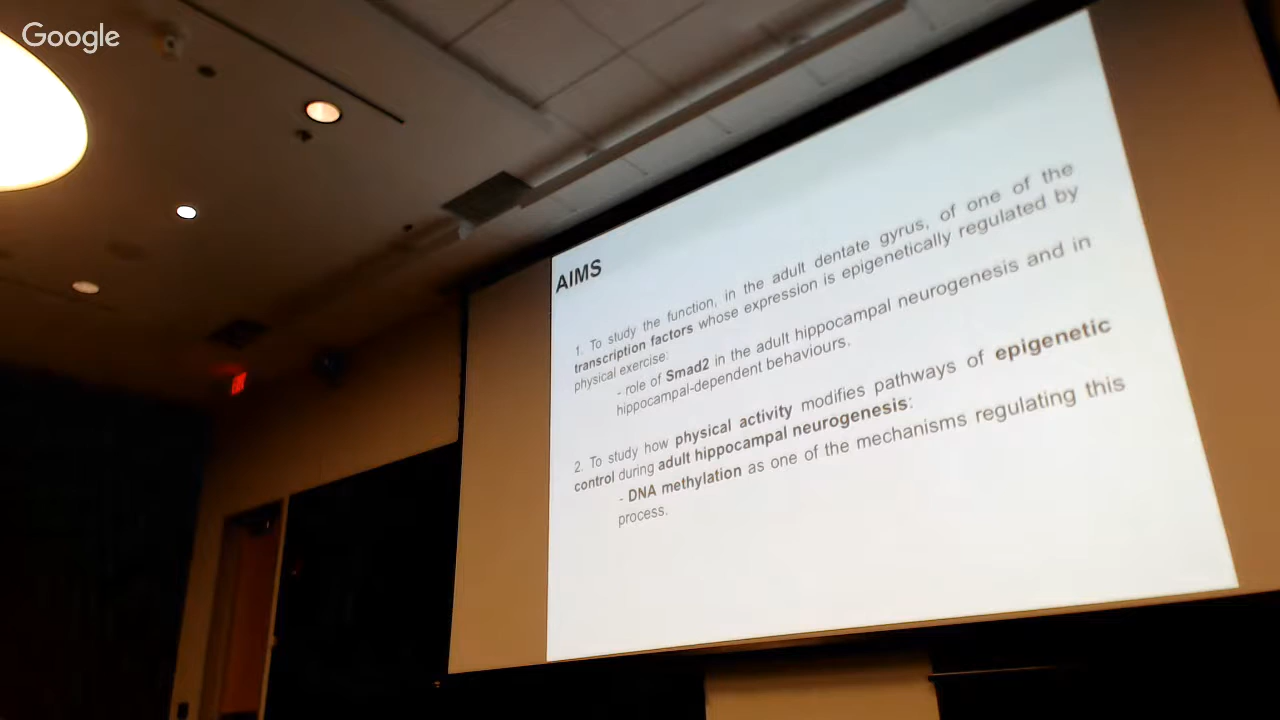 Google
AIMS
1. To study the function, in the adult dentate gyrus, of one of the
transcription factors whose expression is epigenetically regulated by
physical exercise:
- role of Smad2 in the adult hippocampal neurogenesis and in
hippocampal-dependent behaviours.
2. To study how physical activity modifies pathways of epigenetic
control during adult hippocampal neurogenesis:
- DNA methylation as one of the mechanisms regulating this
process.